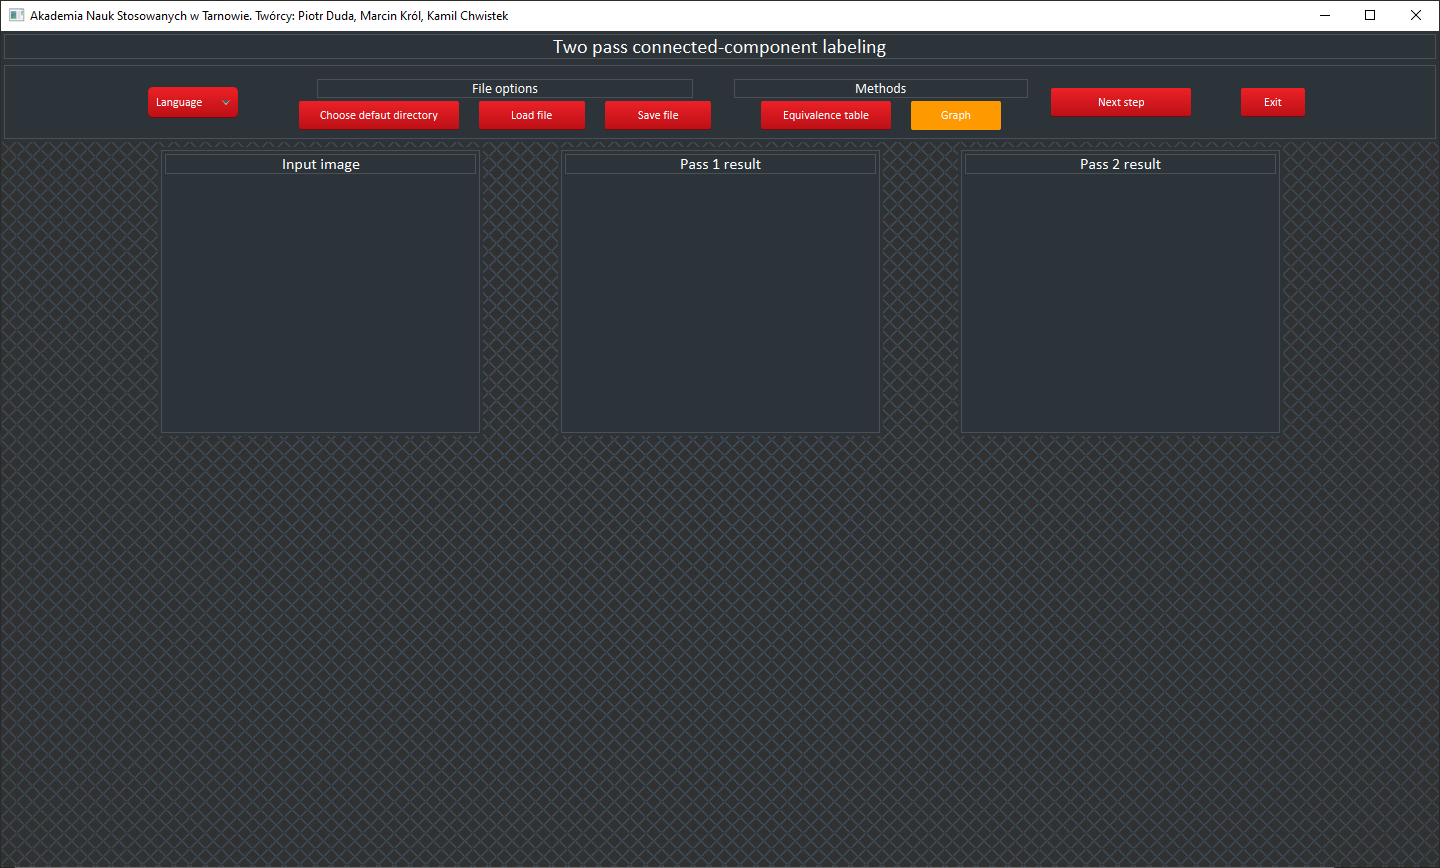 Akademia Nauk Stosowanych w Tarnowie. Twórcy: Piotr Duda, Marcin Król, Kamil Chwistek
Two pass connected-component labeling
Language
File options
Choose defaut directory
Load file
Save file
Methods
Equivalence table
Graph
Next step
Exit
Input image
Pass 1 result
Pass 2 result